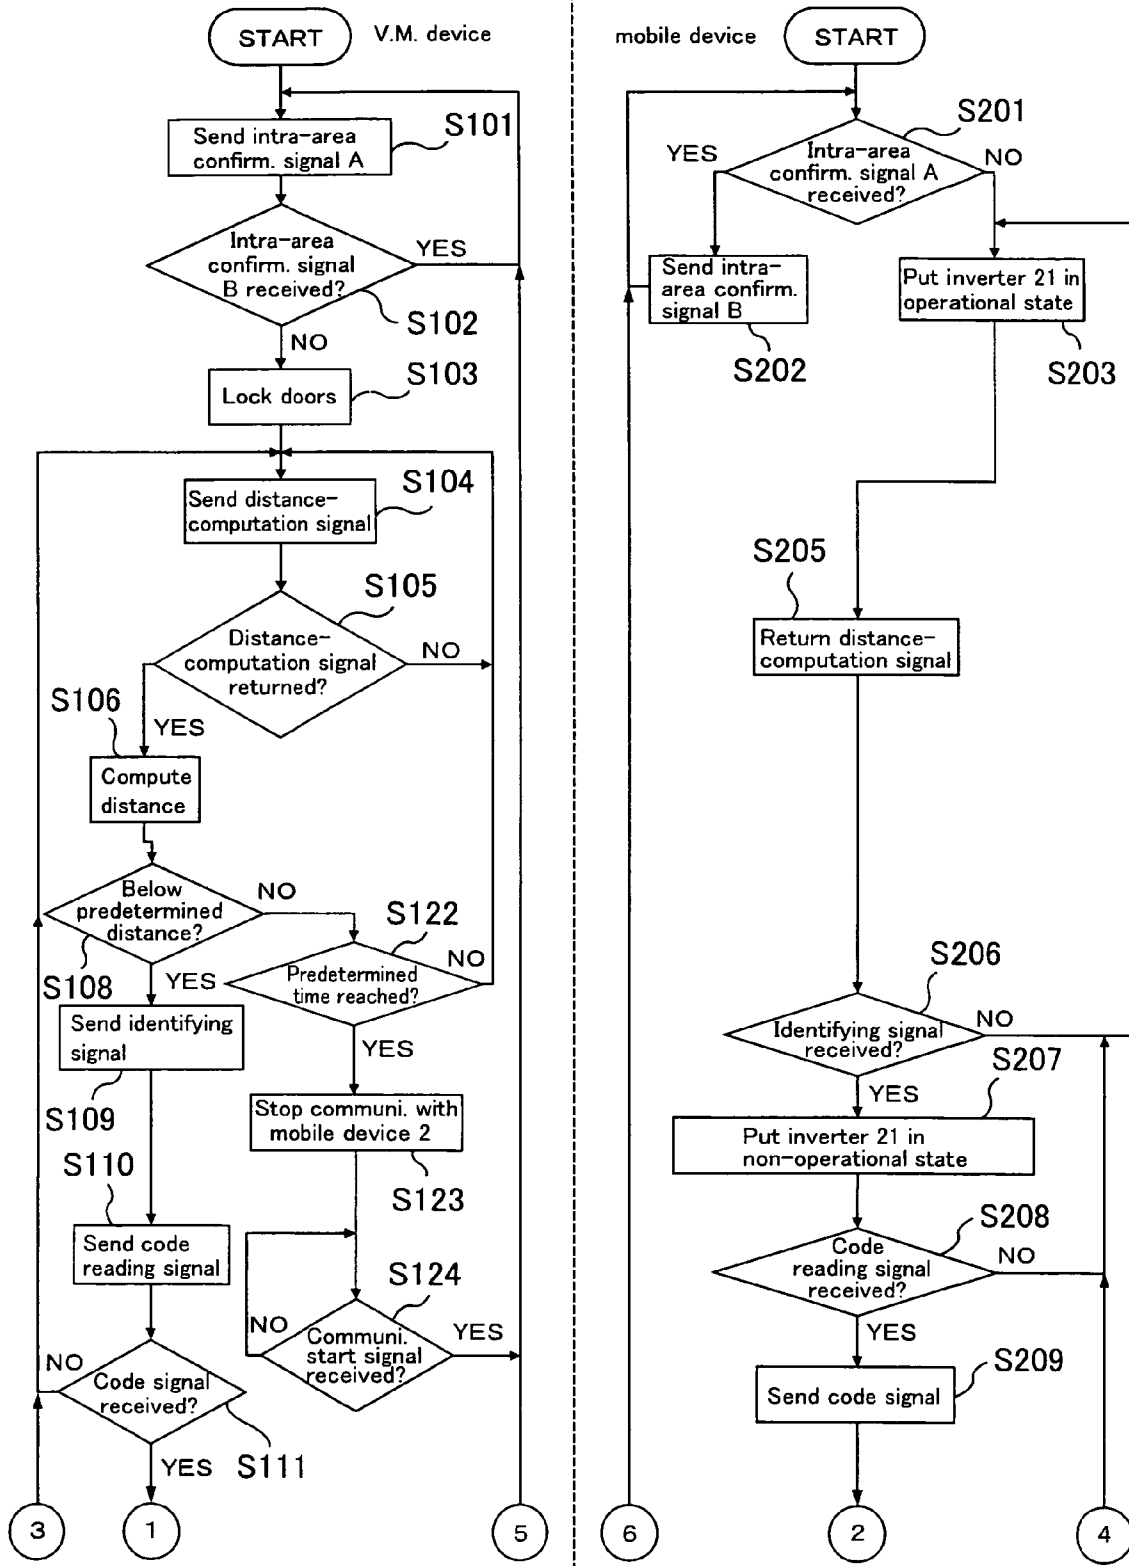 START
V.M. device
S101
Send intra-area
confirm. signal A
Intra-area
confirm. signal
B received?
YES
S102
NO
S103
Lock doors
S104
Send distance-
computation signal
S105
Distance-
computation signal
returned?
NO
S106
YES
Compute
distance
Below
predetermined
distance?
NO
S122
S108
YES
Predetermined
time reached?
NO
Send identifying
signal
YES
S109
Stop communi. with
mobile device 2
S110
S123
Send code
reading signal
S124
NO
Communi.
start signal
received?
YES
NO
Code signal
received?
YES
S111
3
1
5
mobile device
START
S201
YES
Intra-area
confirm. signal A
received?
NO
Send intra-
area confirm.
signal B
Put inverter 21 in
operational state
S202
S203
S205
Return distance-
computation signal
S206
Identifying signal
received?
NO
S207
YES
Put inverter 21 in
non-operational state
S208
Code
reading signal
received?
NO
YES
S209
Send code signal
6
2
4